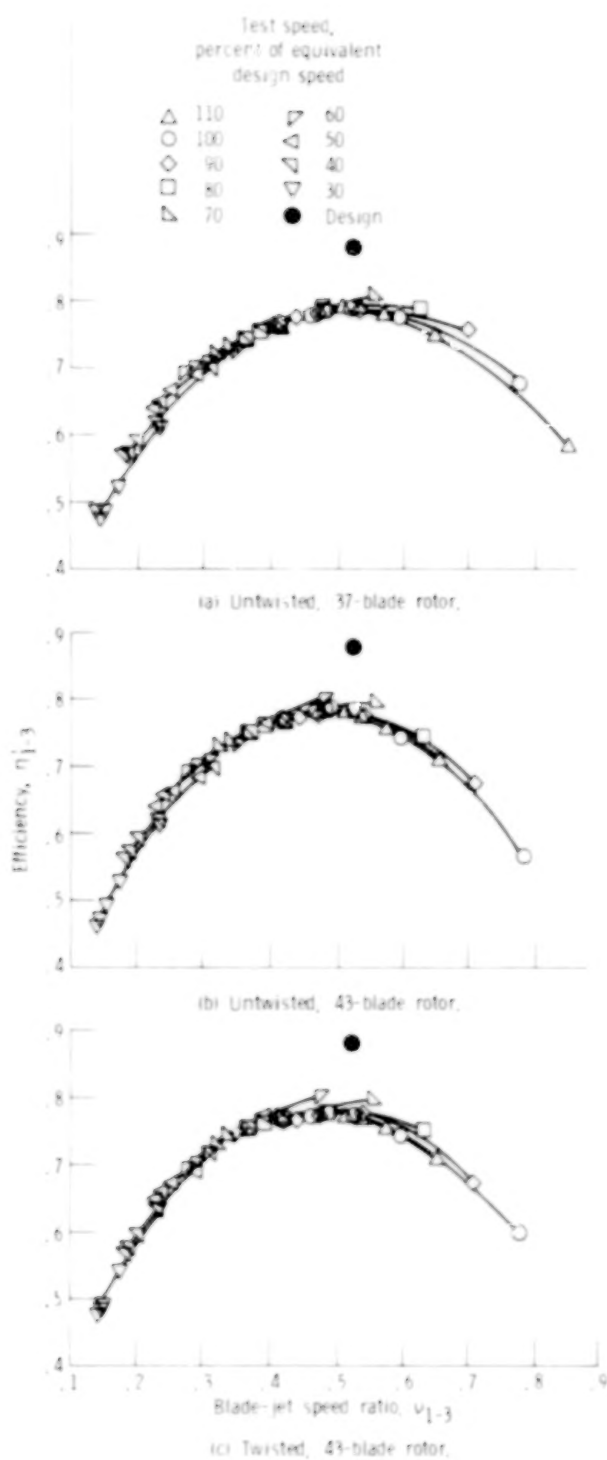 Test speed,
percent of equivalent
design speed
110 60
100 50
90 40
80 30
70 Design
.9
.8
.7
.6
.5
.4
(a) Untwisted, 37-blade rotor.
.9
.8
.7
.6
.5
.4
Efficiency, η'1-3
(b) Untwisted, 43-blade rotor.
.9
.8
.7
.6
.5
.4
.1 .2 .3 .4 .5 .6 .7 .8 .9
Blade-jet speed ratio, ν1-3
(c) Twisted, 43-blade rotor.